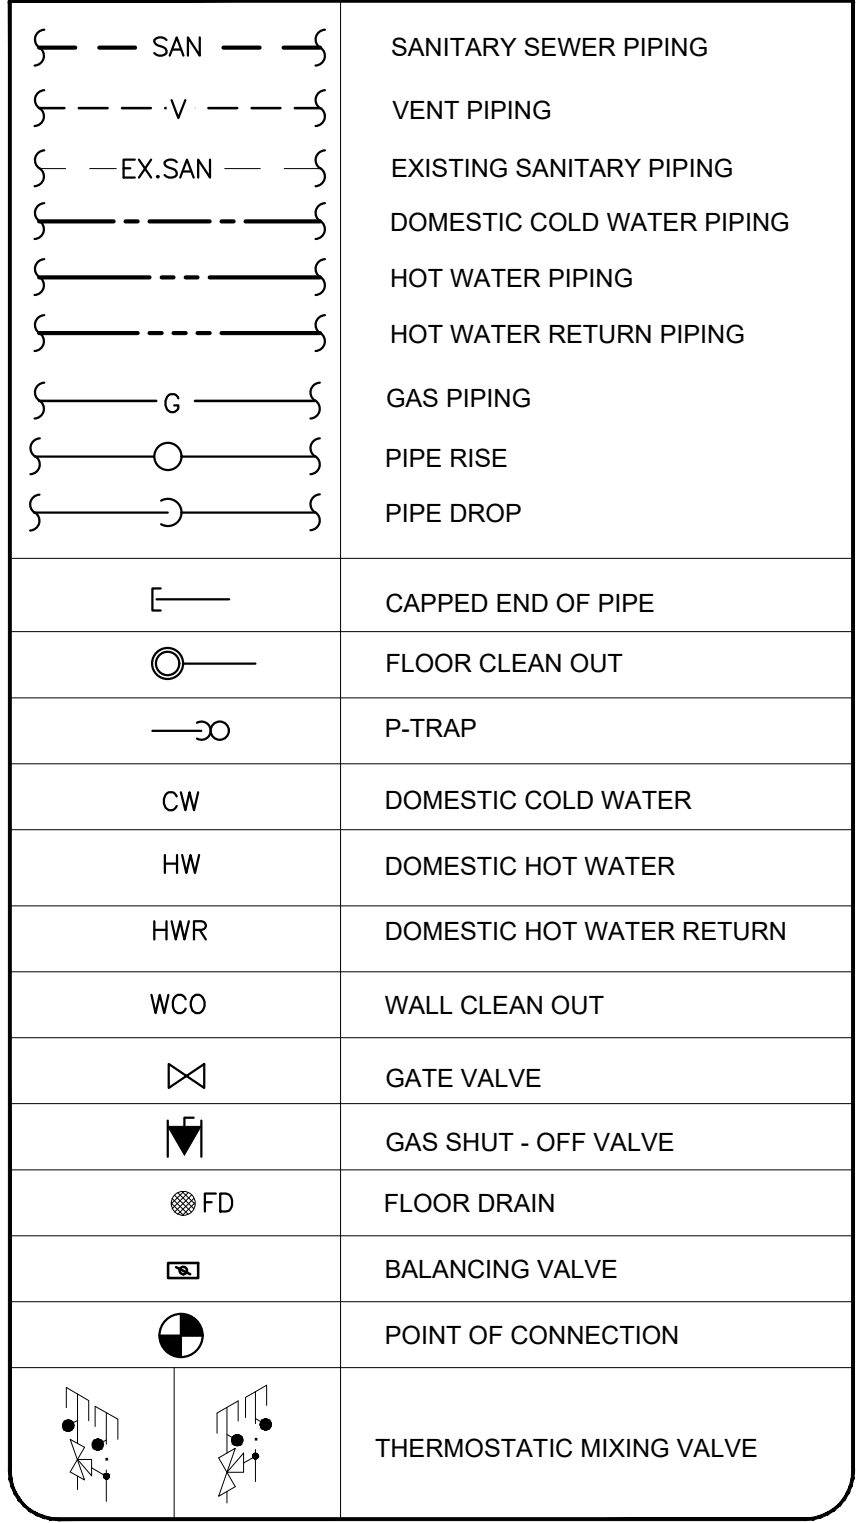 SAN SANITARY SEWER PIPING
V VENT PIPING
EX.SAN EXISTING SANITARY PIPING
DOMESTIC COLD WATER PIPING
HOT WATER PIPING
HOT WATER RETURN PIPING
G GAS PIPING
PIPE RISE
PIPE DROP
CAPPED END OF PIPE
FLOOR CLEAN OUT
P-TRAP
CW DOMESTIC COLD WATER
HW DOMESTIC HOT WATER
HWR DOMESTIC HOT WATER RETURN
WCO WALL CLEAN OUT
GATE VALVE
GAS SHUT - OFF VALVE
FD FLOOR DRAIN
BALANCING VALVE
POINT OF CONNECTION
THERMOSTATIC MIXING VALVE